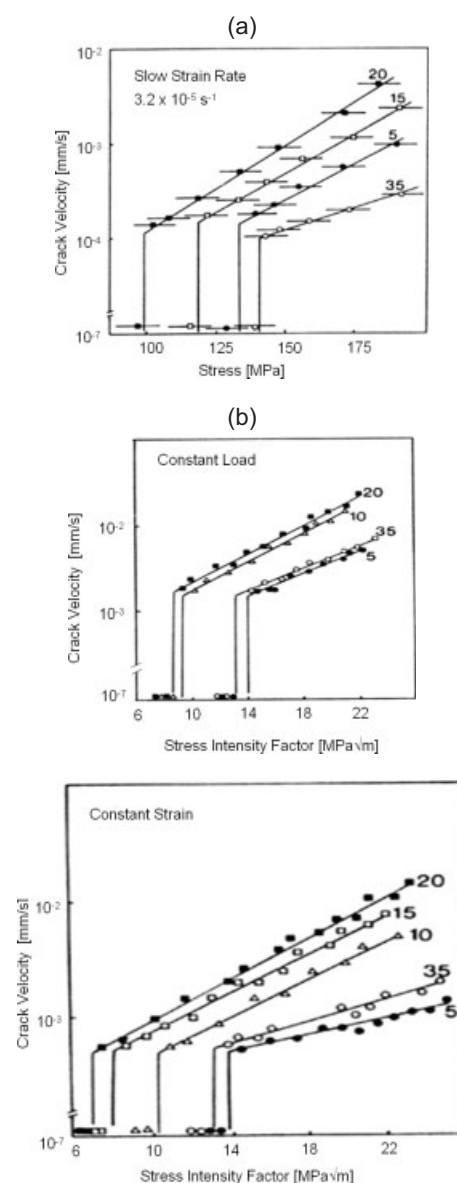 (a)
10⁻²
Slow Strain Rate
3.2 x 10⁻⁵ s⁻¹
20
15
5
35
Crack Velocity [mm/s]
10⁻³
10⁻⁴
10⁻⁷
100 125 150 175
Stress [MPa]
(b)
Constant Load
20
10
35
5
Crack Velocity [mm/s]
10⁻²
10⁻³
10⁻⁷
6 10 14 18 22
Stress Intensity Factor [MPa√m]
Constant Strain
20
15
10
35
5
Crack Velocity [mm/s]
10⁻²
10⁻³
10⁻⁷
6 10 14 18 22
Stress Intensity Factor [MPa√m]